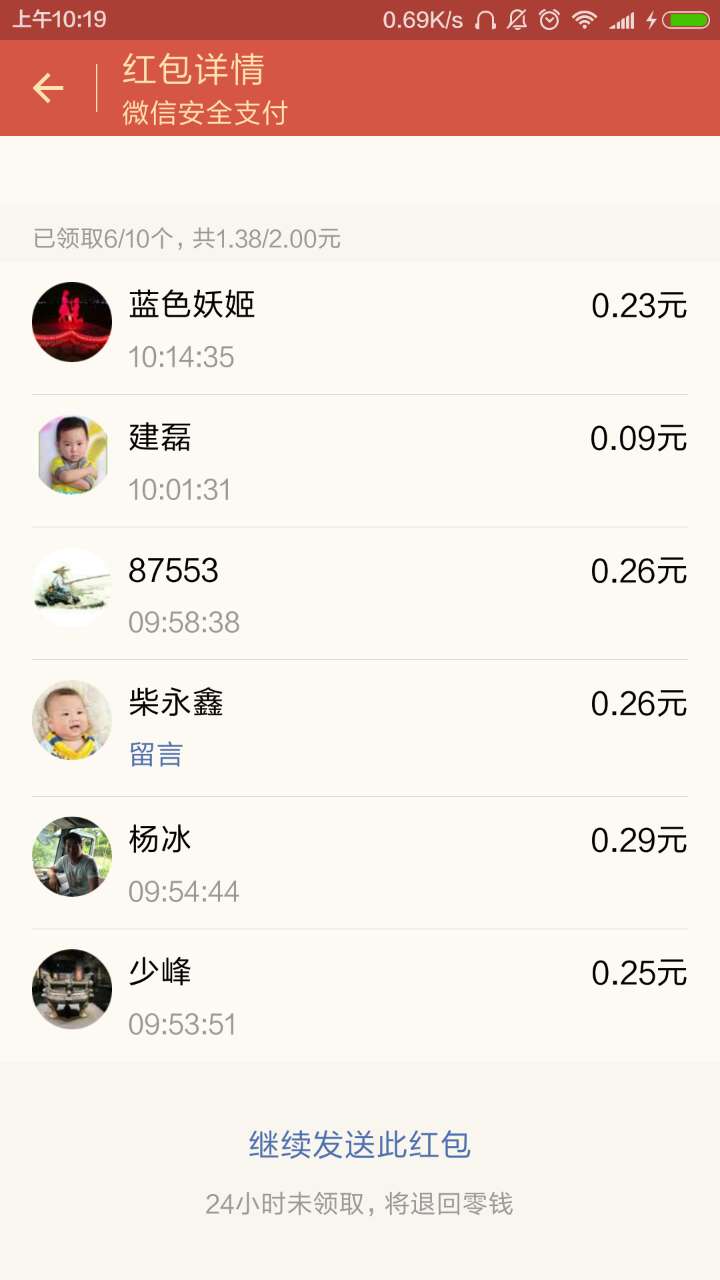 上午10:19 0.69K/s
红包详情
微信安全支付
已领取6/10个，共1.38/2.00元
蓝色妖姬 0.23元
10:14:35
建磊 0.09元
10:01:31
87553 0.26元
09:58:38
柴永鑫 0.26元
留言
杨冰 0.29元
09:54:44
少峰 0.25元
09:53:51
继续发送此红包
24小时未领取，将退回零钱